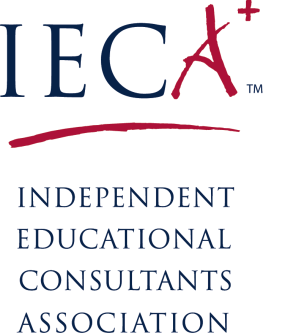 IECA+™
INDEPENDENT
EDUCATIONAL
CONSULTANTS
ASSOCIATION